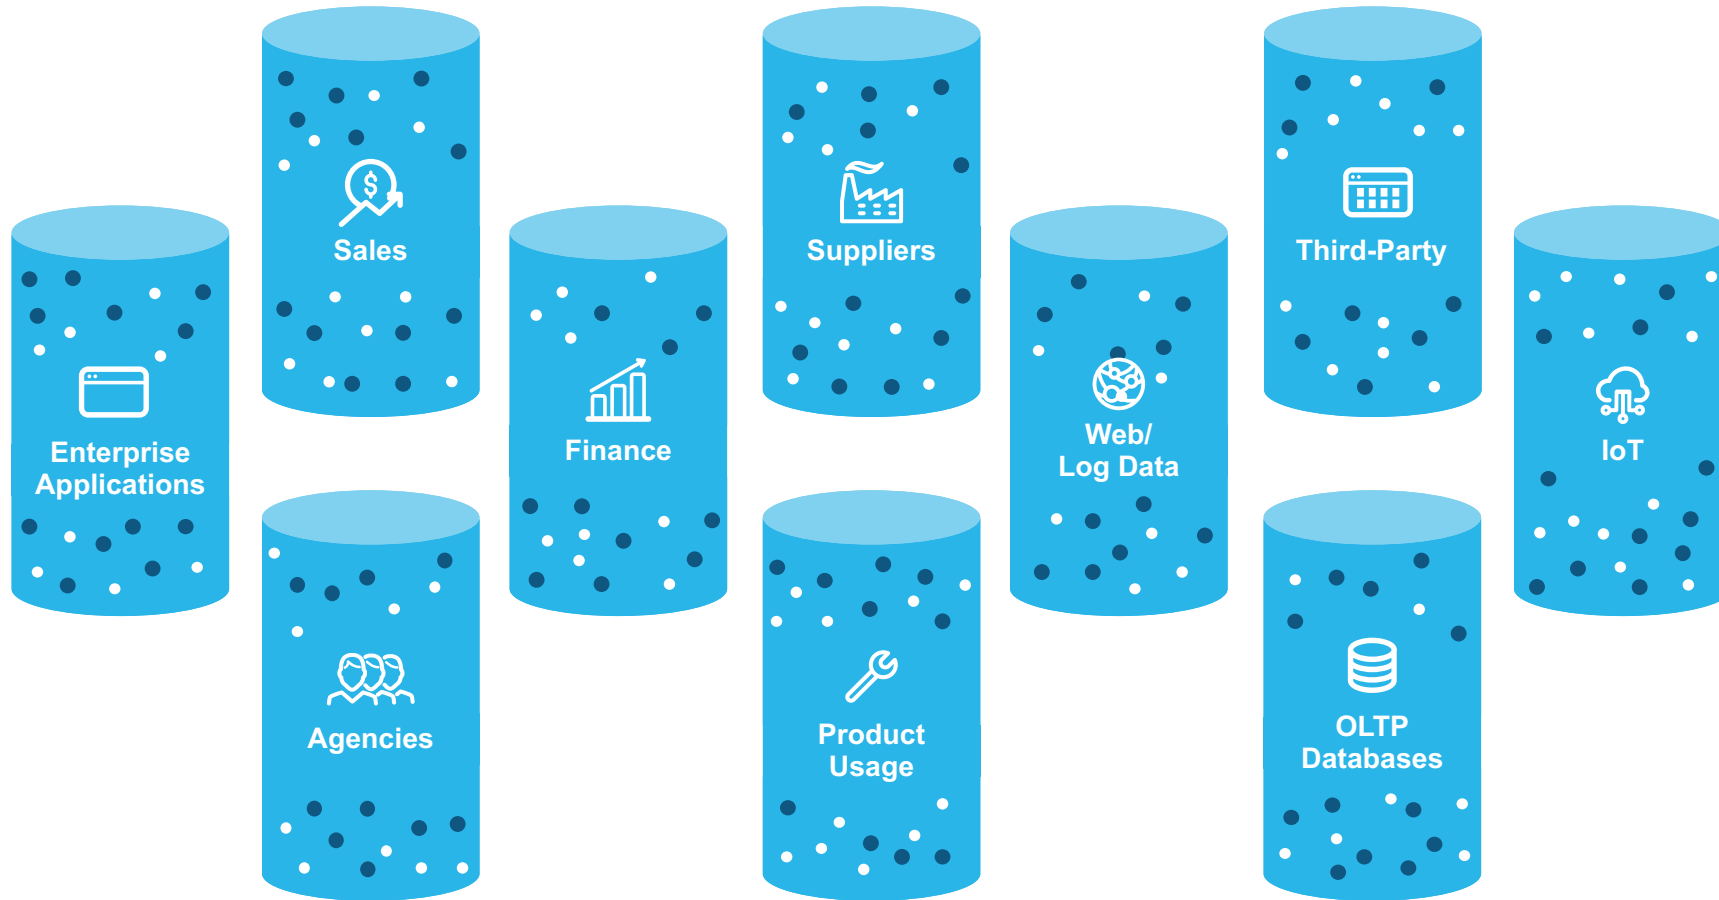 Sales
Suppliers
Third-Party
Enterprise
Applications
Finance
Web/
Log Data
IoT
Agencies
Product
Usage
OLTP
Databases